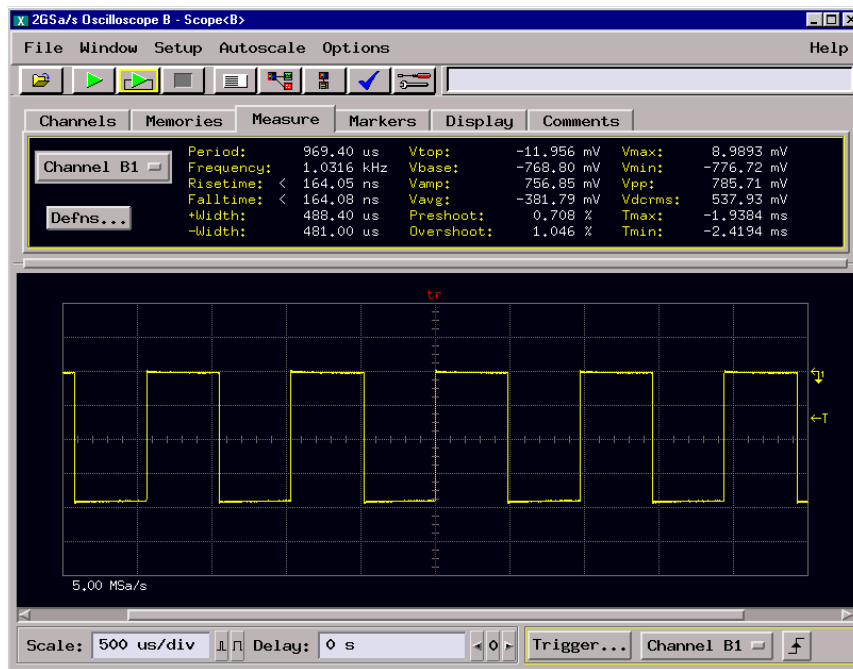 2GSa/s Oscilloscope B - Scope<B>
File Window Setup Autoscale Options Help
Channels Memories Measure Markers Display Comments
Channel B1
Defns...
Period: 969.40 us Vtop: -11.956 mV Vmax: 8.9893 mV
Frequency: 1.0316 kHz Vbase: -768.80 mV Vmin: -776.72 mV
Risetime: < 164.05 ns Vamp: 756.85 mV Vpp: 785.71 mV
Falltime: < 164.08 ns Vavg: -381.79 mV Vdcrms: 537.93 mV
+Width: 488.40 us Preshoot: 0.708 % Tmax: -1.9384 ms
-Width: 481.00 us Overshoot: 1.046 % Tmin: -2.4194 ms
tr
1
T
5.00 MSa/s
Scale: 500 us/div Delay: 0 s 0 Trigger... Channel B1